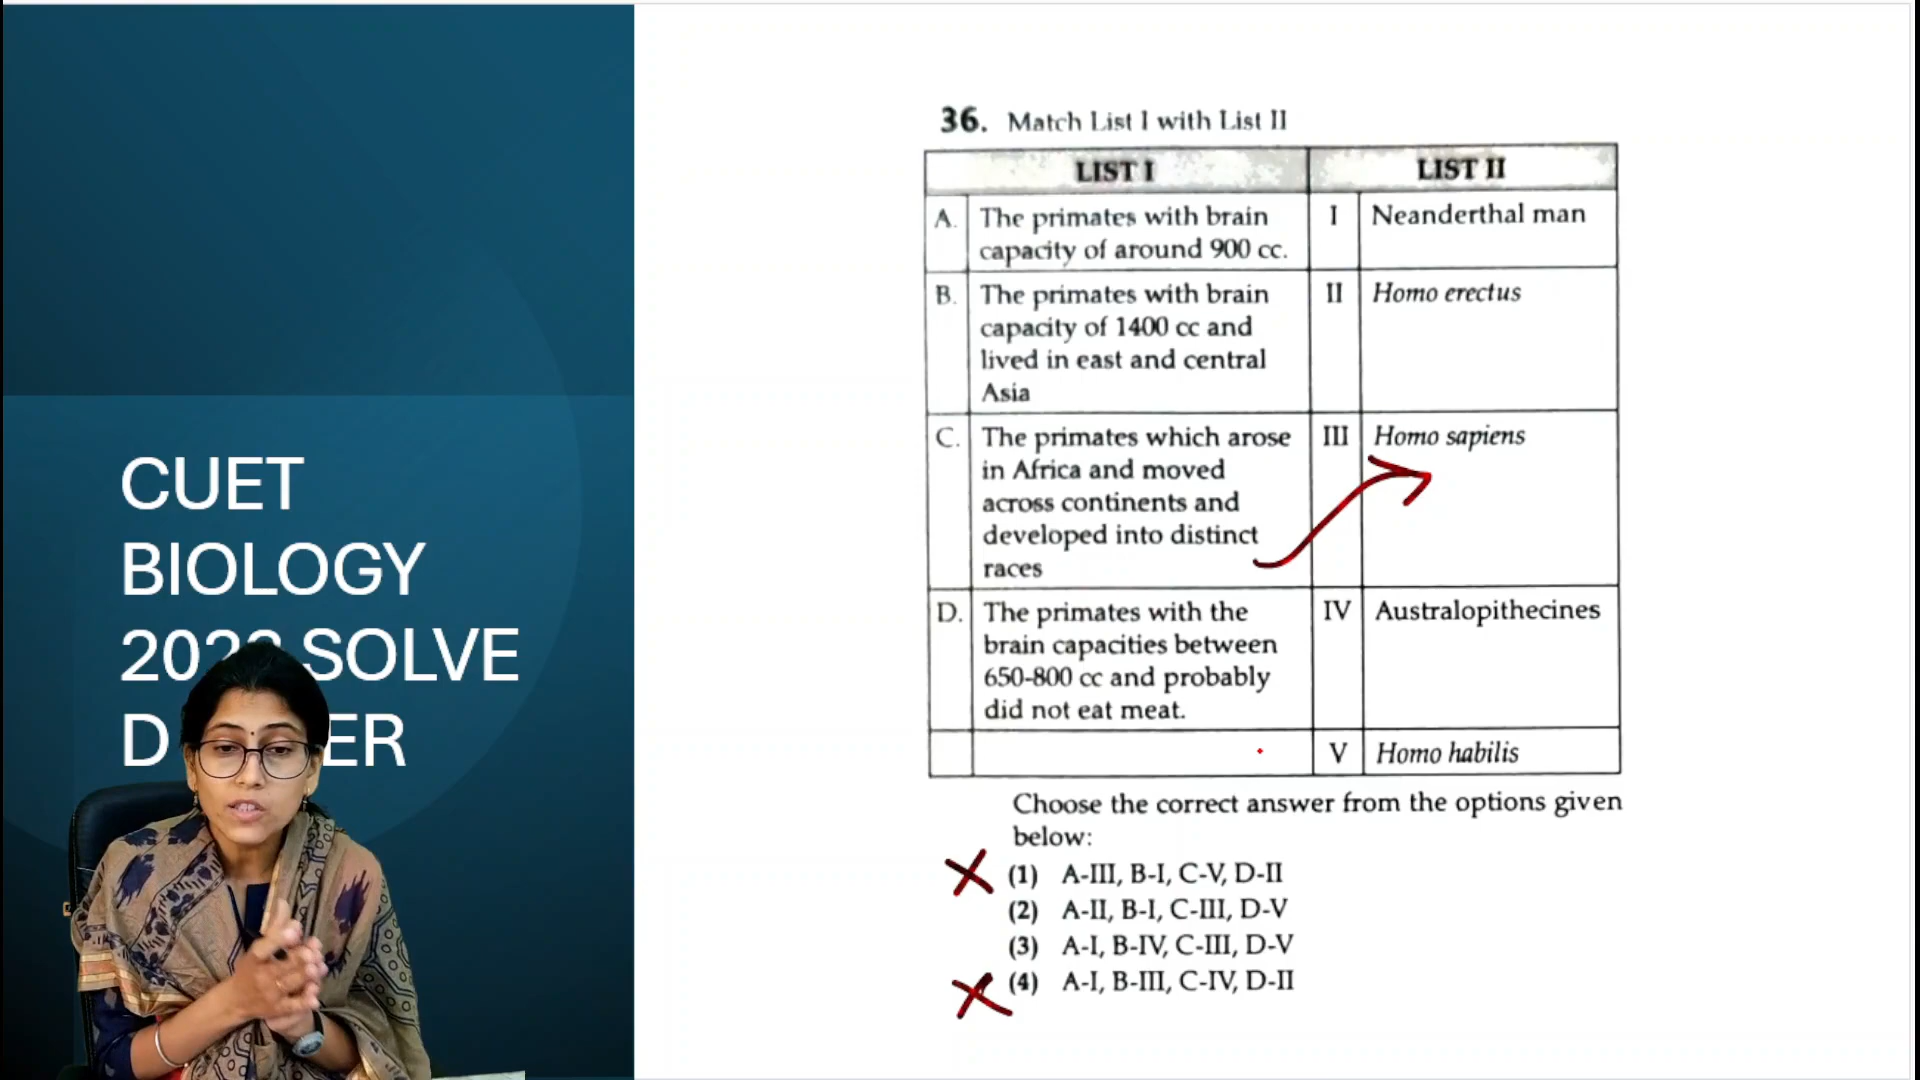 CUET
BIOLOGY
SOLVE
D
ER
36. Match List I with List II
LIST I
LIST II
A. The primates with brain capacity of around 900 cc.
I Neanderthal man
B. The primates with brain capacity of 1400 cc and lived in east and central Asia
II Homo erectus
C. The primates which arose in Africa and moved across continents and developed into distinct races
III Homo sapiens
D. The primates with the brain capacities between 650-800 cc and probably did not eat meat.
IV Australopithecines
V Homo habilis
Choose the correct answer from the options given
below:
(1) A-III, B-I, C-V, D-II
(2) A-II, B-I, C-III, D-V
(3) A-I, B-IV, C-III, D-V
(4) A-I, B-III, C-IV, D-II